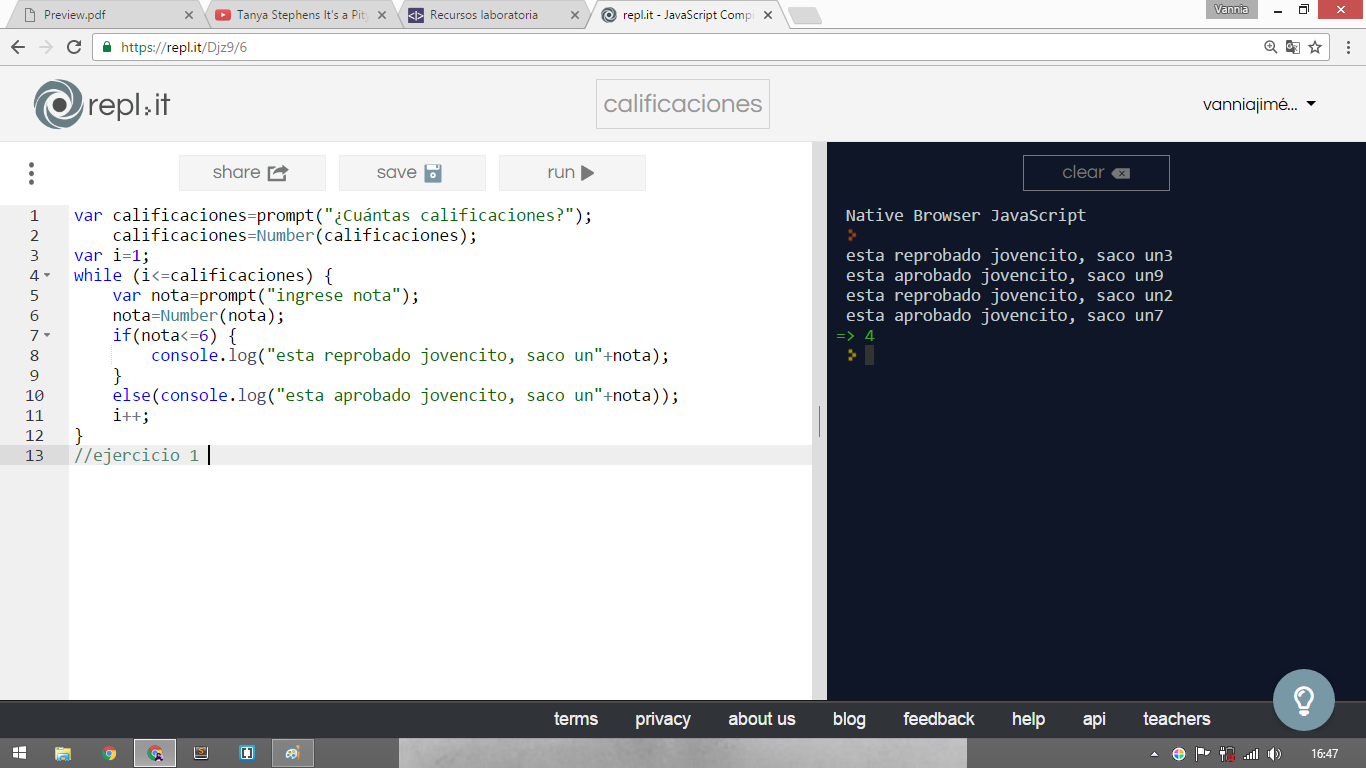 Preview.pdf
Tanya Stephens It's a Pity
Recursos laboratoria
repl.it - JavaScript Comp
Vannia
https://repl.it/Djz9/6
repl.it
calificaciones
vanniajimé...
share
save
run
clear
1 var calificaciones=prompt("¿Cuántas calificaciones?");
2 calificaciones=Number(calificaciones);
3 var i=1;
4 while (i<=calificaciones) {
5 var nota=prompt("ingrese nota");
6 nota=Number(nota);
7 if(nota<=6) {
8 console.log("esta reprobado jovencito, saco un"+nota);
9 }
10 else(console.log("esta aprobado jovencito, saco un"+nota));
11 i++;
12 }
13 //ejercicio 1
Native Browser JavaScript
esta reprobado jovencito, saco un3
esta aprobado jovencito, saco un9
esta reprobado jovencito, saco un2
esta aprobado jovencito, saco un7
=> 4
terms privacy about us blog feedback help api teachers
16:47